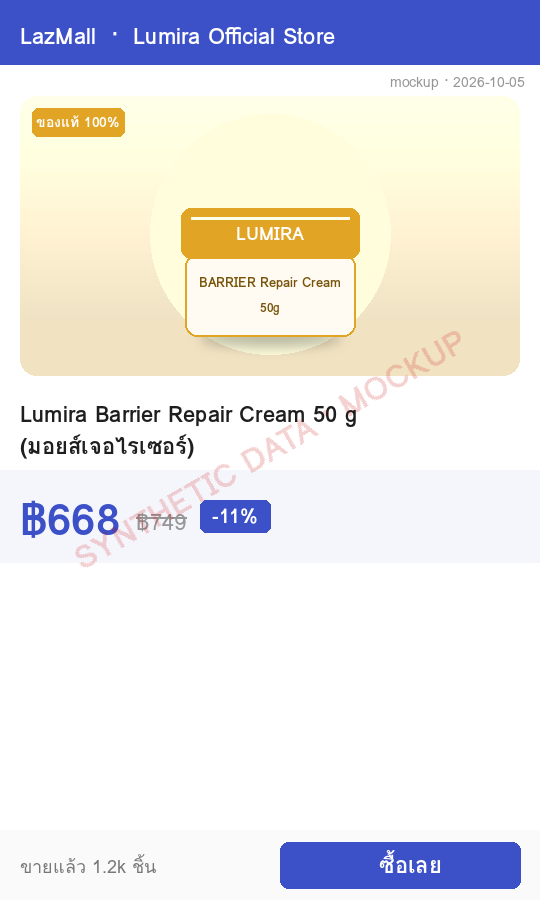 LazMall · Lumira Official Store
mockup · 2026-10-05
ของแท้ 100%
LUMIRA
BARRIER Repair Cream
50g
Lumira Barrier Repair Cream 50 g
(มอยส์เจอไรเซอร์)
฿668 ฿749 -11%
SYNTHETIC DATA · MOCKUP
ขายแล้ว 1.2k ชิ้น
ซื้อเลย